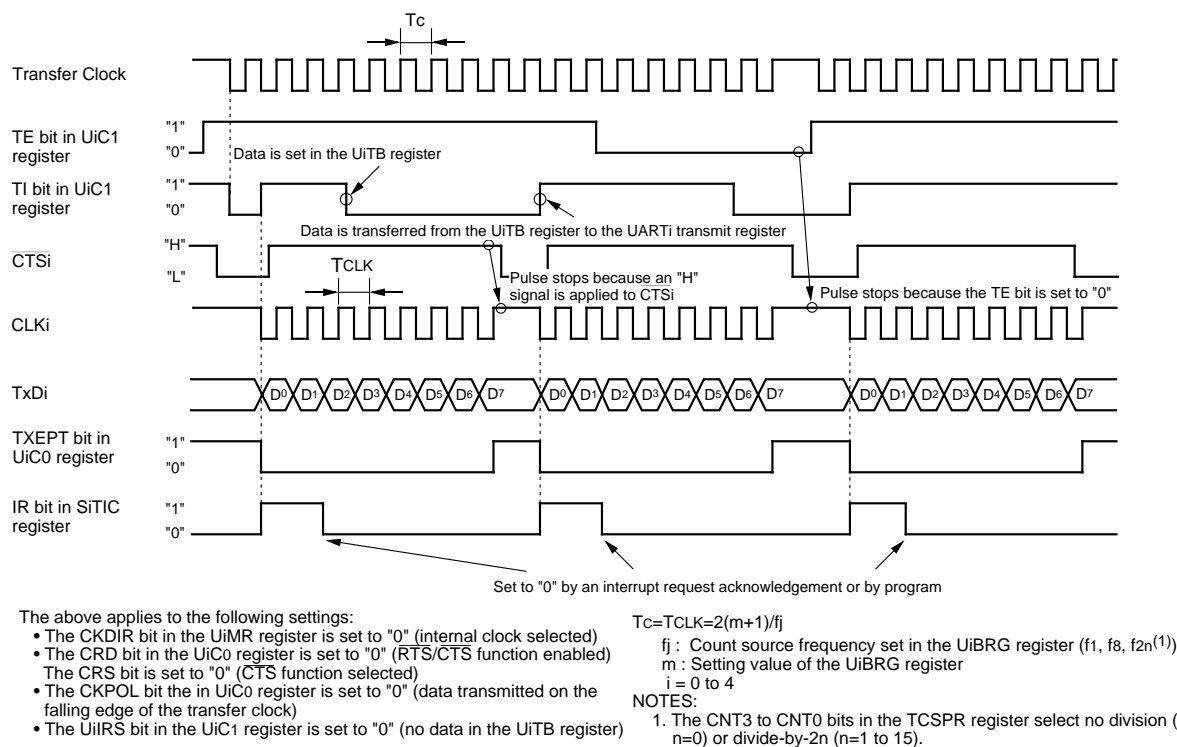 Tc
Transfer Clock
TE bit in UiC1
register
"1"
"0"
Data is set in the UiTB register
TI bit in UiC1
register
"1"
"0"
Data is transferred from the UiTB register to the UARTi transmit register
CTSi
"H"
"L"
TCLK
Pulse stops because an "H"
signal is applied to CTSi
Pulse stops because the TE bit is set to "0"
CLKi
TxDi
D0 D1 D2 D3 D4 D5 D6 D7 D0 D1 D2 D3 D4 D5 D6 D7 D0 D1 D2 D3 D4 D5 D6 D7
TXEPT bit in
UiC0 register
"1"
"0"
IR bit in SiTIC
register
"1"
"0"
Set to "0" by an interrupt request acknowledgement or by program
The above applies to the following settings:
• The CKDIR bit in the UiMR register is set to "0" (internal clock selected)
• The CRD bit in the UiC0 register is set to "0" (RTS/CTS function enabled)
The CRS bit is set to "0" (CTS function selected)
• The CKPOL bit the in UiC0 register is set to "0" (data transmitted on the
falling edge of the transfer clock)
• The UiIRS bit in the UiC1 register is set to "0" (no data in the UiTB register)
TC=TCLK=2(m+1)/fj
fj : Count source frequency set in the UiBRG register (f1, f8, f2n(1))
m : Setting value of the UiBRG register
i = 0 to 4
NOTES:
1. The CNT3 to CNT0 bits in the TCSPR register select no division (
n=0) or divide-by-2n (n=1 to 15).